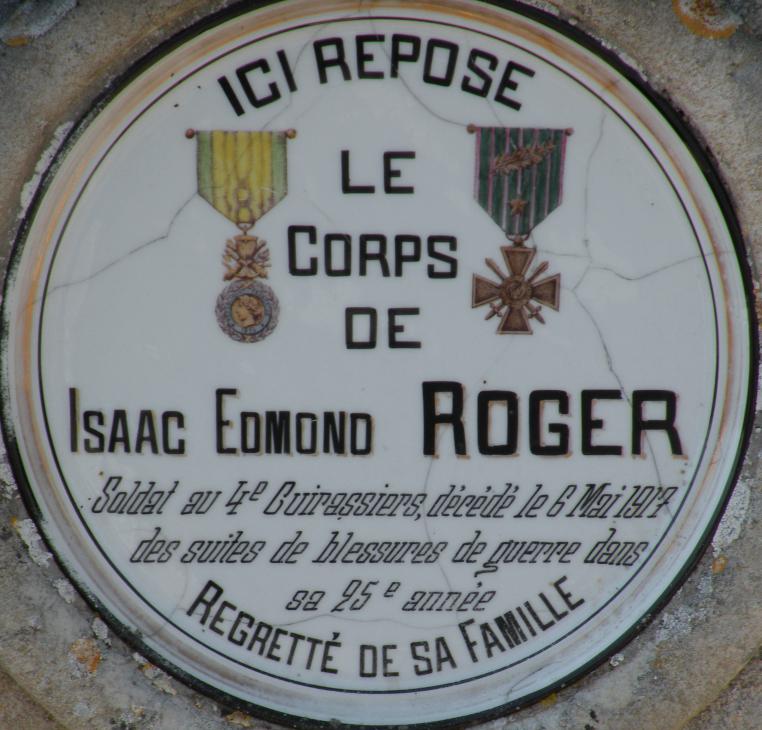 ICI REPOSE
LE
CORPS
DE
ISAAC EDMOND ROGER
Soldat au 4e Cuirassiers, décédé le 6 Mai 1917
des suites de blessures de guerre dans
sa 25e année
REGRETTÉ DE SA FAMILLE